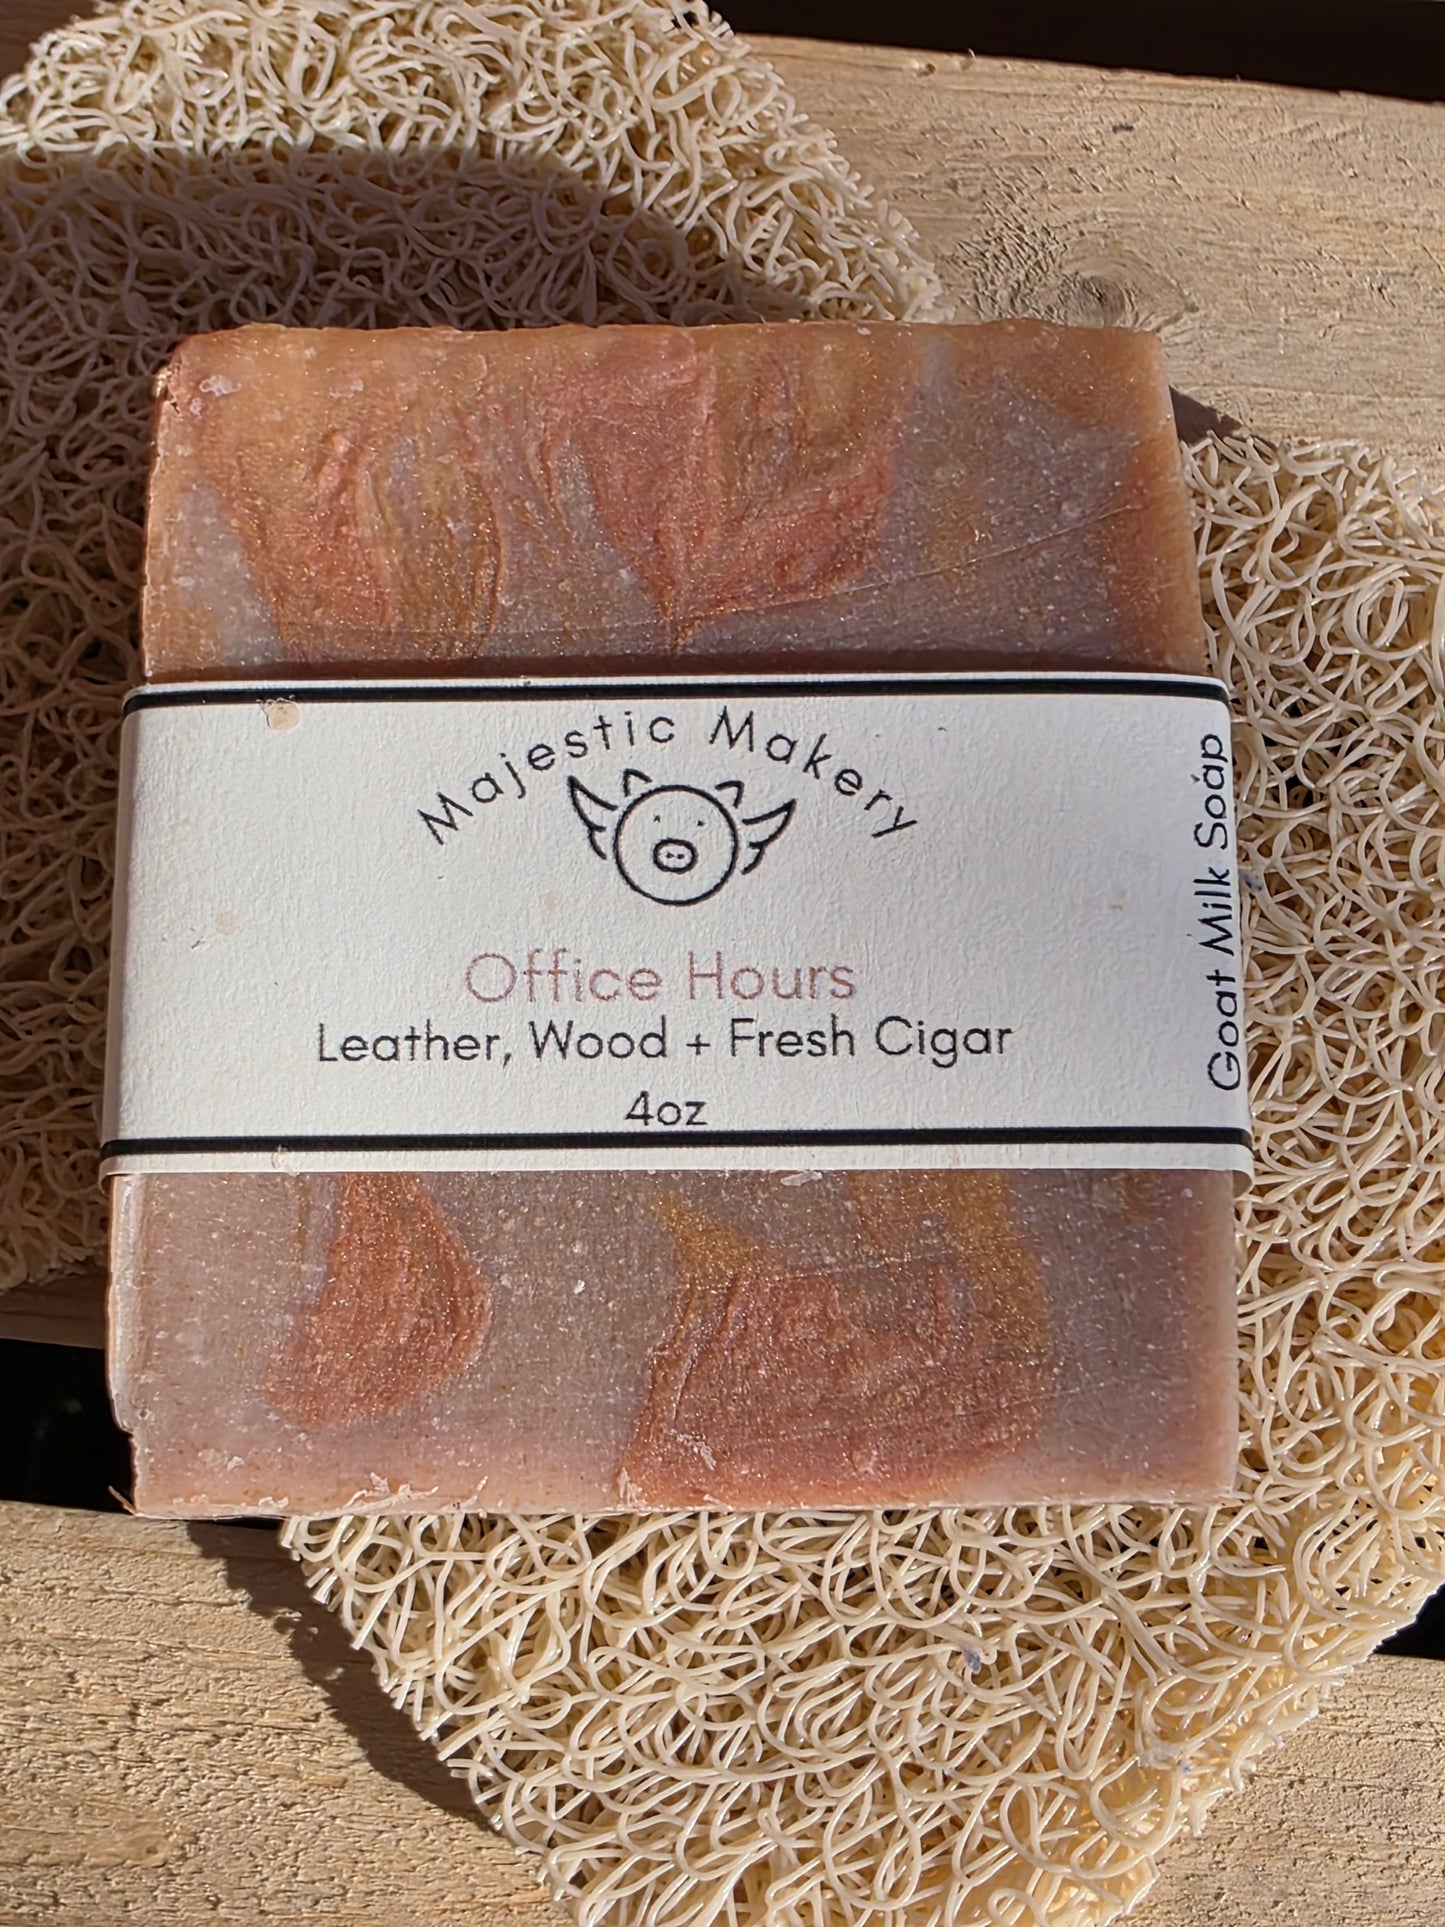 Majestic Makery
Office Hours
Leather, Wood + Fresh Cigar
4oz
Goat Milk Soap